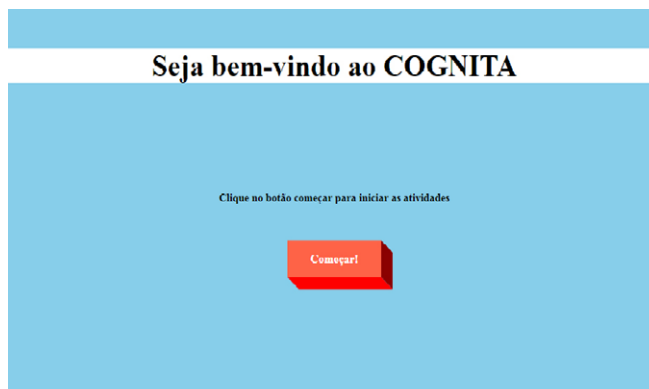 Seja bem-vindo ao COGNITA
Clique no botão começar para iniciar as atividades
Começar!